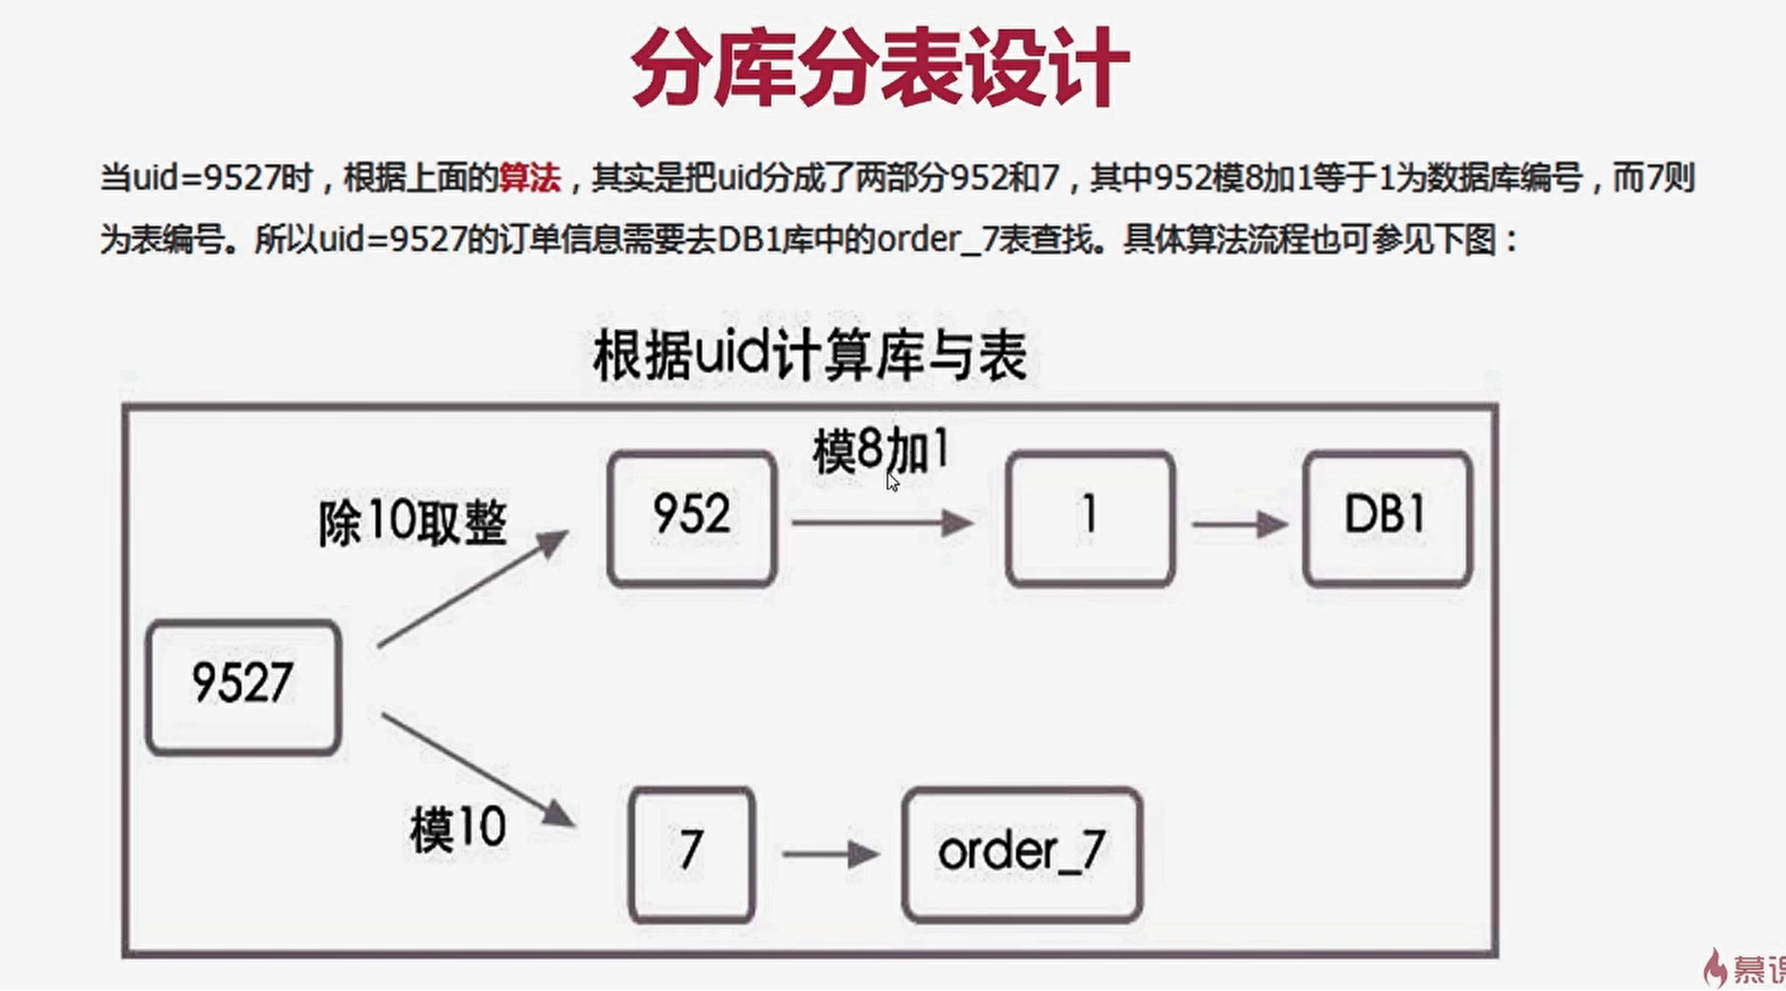 分库分表设计
当uid=9527时，根据上面的算法，其实是把uid分成了两部分952和7，其中952模8加1等于1为数据库编号，而7则
为表编号。所以uid=9527的订单信息需要去DB1库中的order_7表查找。具体算法流程也可参见下图：
根据uid计算库与表
模8加1
除10取整
952
1
DB1
9527
模10
7
order_7
慕课